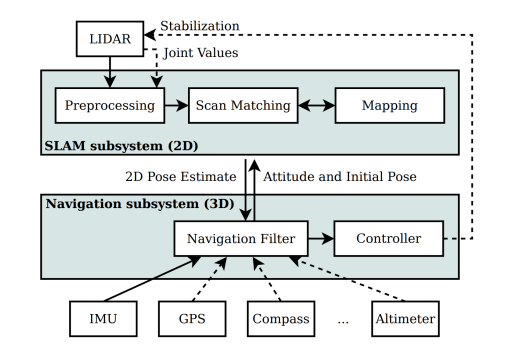 Stabilization
LIDAR
Joint Values
Preprocessing
Scan Matching
Mapping
SLAM subsystem (2D)
2D Pose Estimate
Attitude and Initial Pose
Navigation subsystem (3D)
Navigation Filter
Controller
IMU
GPS
Compass
...
Altimeter